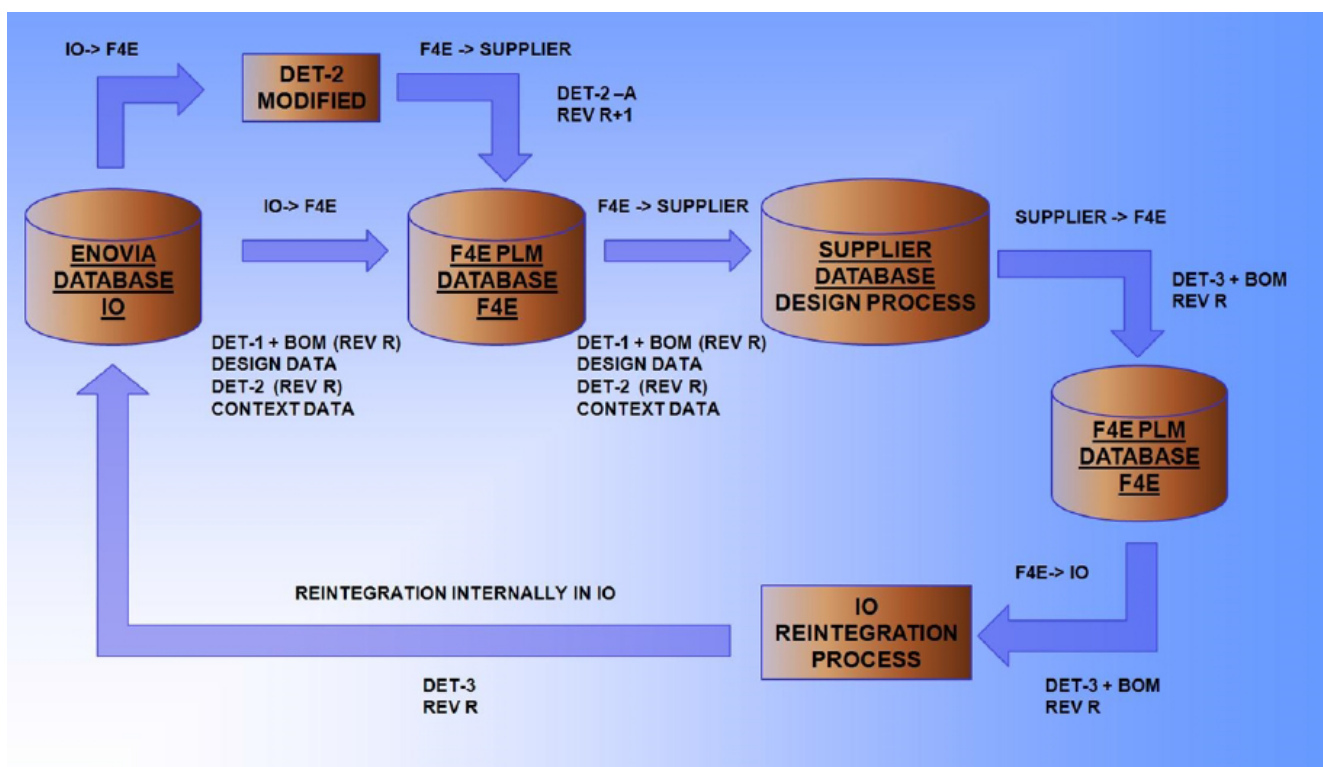 IO-> F4E
F4E -> SUPPLIER
DET-2
MODIFIED
DET-2 –A
REV R+1
ENOVIA
DATABASE
IO
IO-> F4E
F4E PLM
DATABASE
F4E
F4E -> SUPPLIER
SUPPLIER
DATABASE
DESIGN PROCESS
SUPPLIER -> F4E
DET-3 + BOM
REV R
DET-1 + BOM (REV R)
DESIGN DATA
DET-2 (REV R)
CONTEXT DATA
DET-1 + BOM (REV R)
DESIGN DATA
DET-2 (REV R)
CONTEXT DATA
F4E PLM
DATABASE
F4E
F4E-> IO
REINTEGRATION INTERNALLY IN IO
IO
REINTEGRATION
PROCESS
DET-3
REV R
DET-3 + BOM
REV R